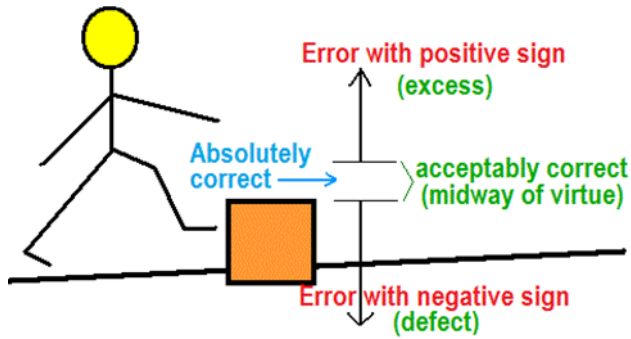 Error with positive sign
(excess)
Absolutely
correct
acceptably correct
(midway of virtue)
Error with negative sign
(defect)